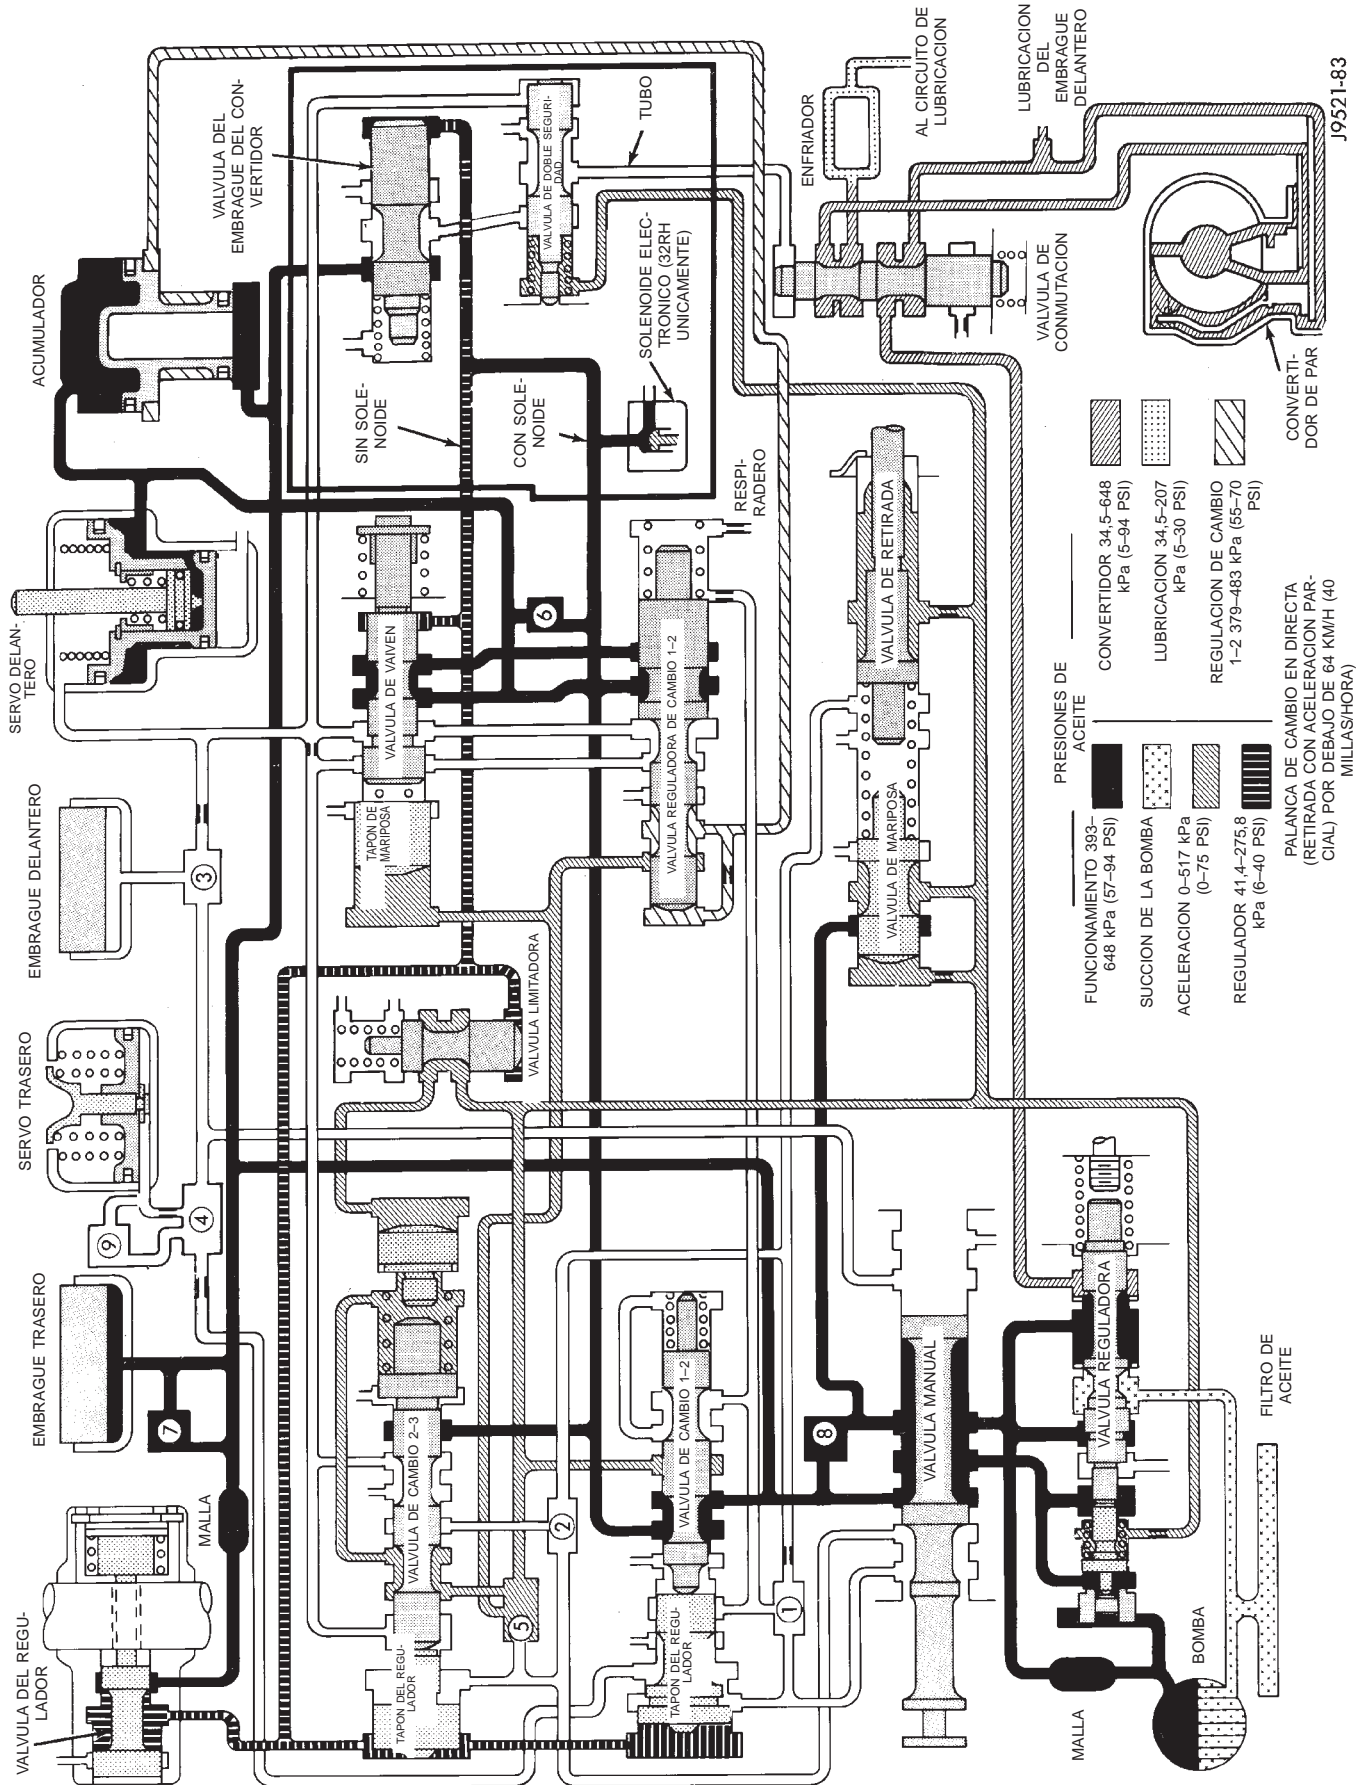 SERVO DELAN-
TERO
ACUMULADOR
VALVULA DEL
EMBRAGUE DEL CON-
VERTIDOR
EMBRAGUE DELANTERO
SERVO TRASERO
EMBRAGUE TRASERO
VALVULA DEL REGU-
LADOR
MALLA
3
4
9
7
SIN SOLE-
NOIDE
CON SOLE-
NOIDE
SOLENOIDE ELEC-
TRONICO (32RH
UNICAMENTE)
VALVULA DE DOBLE SEGURI-
DAD
TUBO
RESPI-
RADERO
VALVULA DE VAIVEN
TAPON DE
MARIPOSA
6
VALVULA REGULADORA DE CAMBIO 1–2
VALVULA LIMITADORA
VALVULA DE CAMBIO 2–3
TAPON DEL REGU-
LADOR
5
2
VALVULA DE CAMBIO 1–2
TAPON DEL REGU-
LADOR
1
8
VALVULA DE RETIRADA
VALVULA DE MARIPOSA
VALVULA MANUAL
VALVULA REGULADORA
MALLA
BOMBA
FILTRO DE
ACEITE
ENFRIADOR
AL CIRCUITO DE
LUBRICACION
LUBRICACION
DEL
EMBRAGUE
DELANTERO
VALVULA DE
CONMUTACION
CONVERTI-
DOR DE PAR
PRESIONES DE
ACEITE
FUNCIONAMIENTO 393–
648 kPa (57–94 PSI)
SUCCION DE LA BOMBA
ACELERACION 0–517 kPa
(0–75 PSI)
REGULADOR 41,4–275,8
kPa (6–40 PSI)
CONVERTIDOR 34,5–648
kPa (5–94 PSI)
LUBRICACION 34,5–207
kPa (5–30 PSI)
REGULACION DE CAMBIO
1–2 379–483 kPa (55–70
PSI)
PALANCA DE CAMBIO EN DIRECTA
(RETIRADA CON ACELERACION PAR-
CIAL) POR DEBAJO DE 64 KM/H (40
MILLAS/HORA)
J9521-83